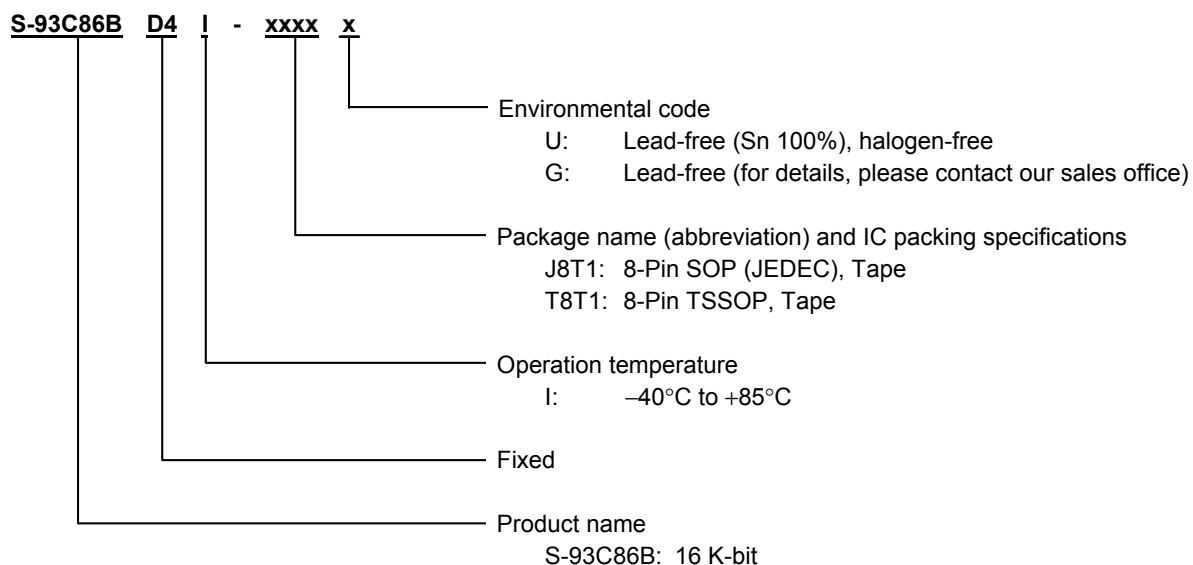 S-93C86B D4 I - xxxx x
Environmental code
U: Lead-free (Sn 100%), halogen-free
G: Lead-free (for details, please contact our sales office)
Package name (abbreviation) and IC packing specifications
J8T1: 8-Pin SOP (JEDEC), Tape
T8T1: 8-Pin TSSOP, Tape
Operation temperature
I: −40°C to +85°C
Fixed
Product name
S-93C86B: 16 K-bit